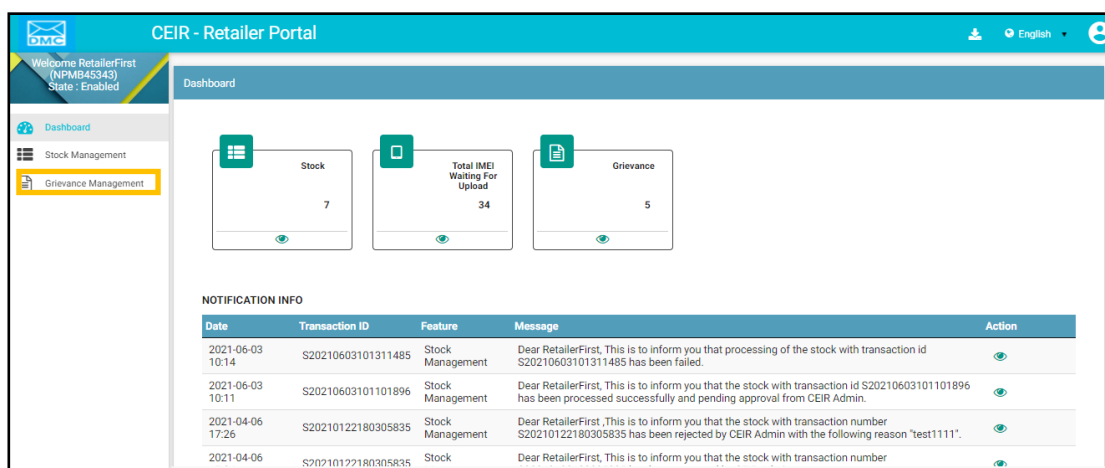 DMC
CEIR - Retailer Portal
English
Welcome RetailerFirst
(NPMB45343)
State : Enabled
Dashboard
Dashboard
Stock Management
Grievance Management
Stock
7
Total IMEI
Waiting For
Upload
34
Grievance
5
NOTIFICATION INFO
Date Transaction ID Feature Message Action
2021-06-03
10:14
S20210603101311485
Stock
Management
Dear RetailerFirst, This is to inform you that processing of the stock with transaction id
S20210603101311485 has been failed.
2021-06-03
10:11
S20210603101101896
Stock
Management
Dear RetailerFirst, This is to inform you that the stock with transaction id S20210603101101896
has been processed successfully and pending approval from CEIR Admin.
2021-04-06
17:26
S20210122180305835
Stock
Management
Dear RetailerFirst ,This is to inform you that the stock with transaction number
S20210122180305835 has been rejected by CEIR Admin with the following reason "test1111".
2021-04-06
S20210122180305835
Stock
Dear RetailerFirst, This is to inform you that the stock with transaction number